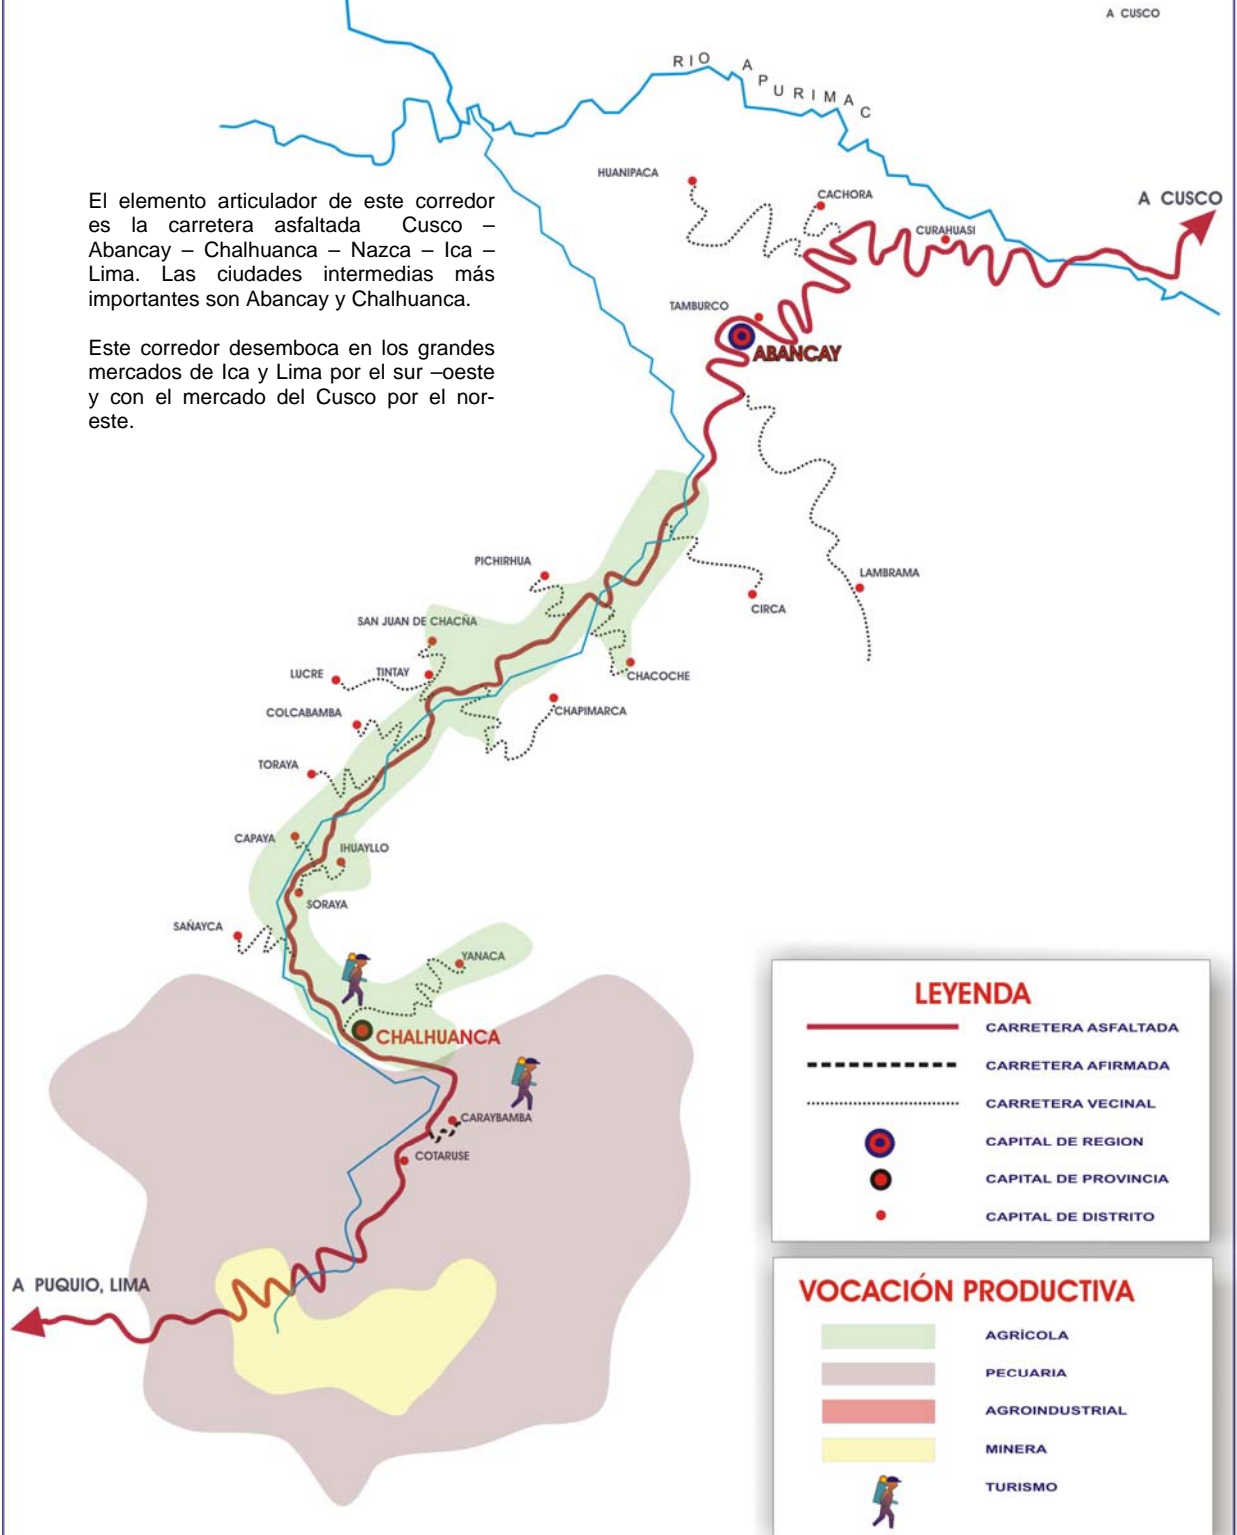 A CUSCO
RIO APURIMAC
El elemento articulador de este corredor
es la carretera asfaltada Cusco –
Abancay – Chalhuanca – Nazca – Ica –
Lima. Las ciudades intermedias más
importantes son Abancay y Chalhuanca.
Este corredor desemboca en los grandes
mercados de Ica y Lima por el sur –oeste
y con el mercado del Cusco por el nor-
este.
HUANIPACA
CACHORA
A CUSCO
CURAHUASI
TAMBURCO
ABANCAY
PICHIRHUA
LAMBRAMA
CIRCA
SAN JUAN DE CHACÑA
LUCRE
TINTAY
CHACOCHE
COLCABAMBA
CHAPIMARCA
TORAYA
CAPAYA
IHUAYLLO
SORAYA
SAÑAYCA
YANACA
CHALHUANCA
CARAYBAMBA
COTARUSE
A PUQUIO, LIMA
LEYENDA
CARRETERA ASFALTADA
CARRETERA AFIRMADA
CARRETERA VECINAL
CAPITAL DE REGION
CAPITAL DE PROVINCIA
CAPITAL DE DISTRITO
VOCACIÓN PRODUCTIVA
AGRÍCOLA
PECUARIA
AGROINDUSTRIAL
MINERA
TURISMO